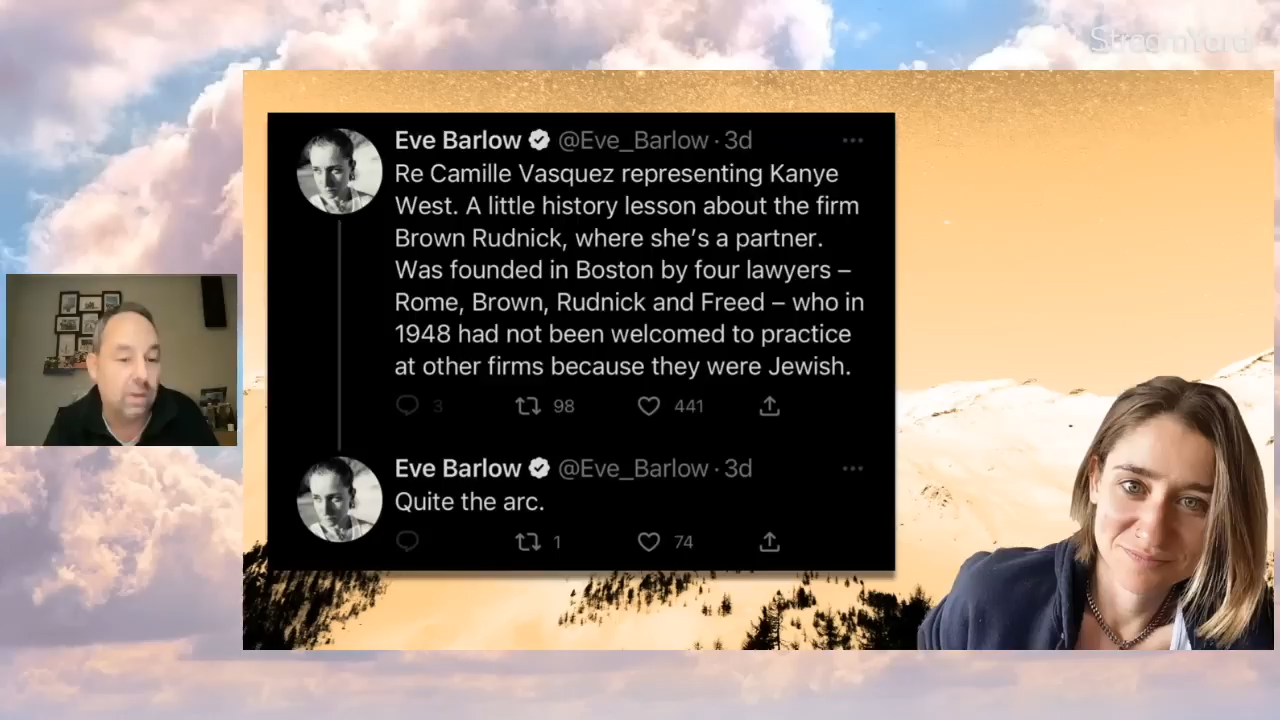 StreamYard
Eve Barlow @Eve_Barlow · 3d
Re Camille Vasquez representing Kanye
West. A little history lesson about the firm
Brown Rudnick, where she's a partner.
Was founded in Boston by four lawyers –
Rome, Brown, Rudnick and Freed – who in
1948 had not been welcomed to practice
at other firms because they were Jewish.
3 98 441
Eve Barlow @Eve_Barlow · 3d
Quite the arc.
1 74